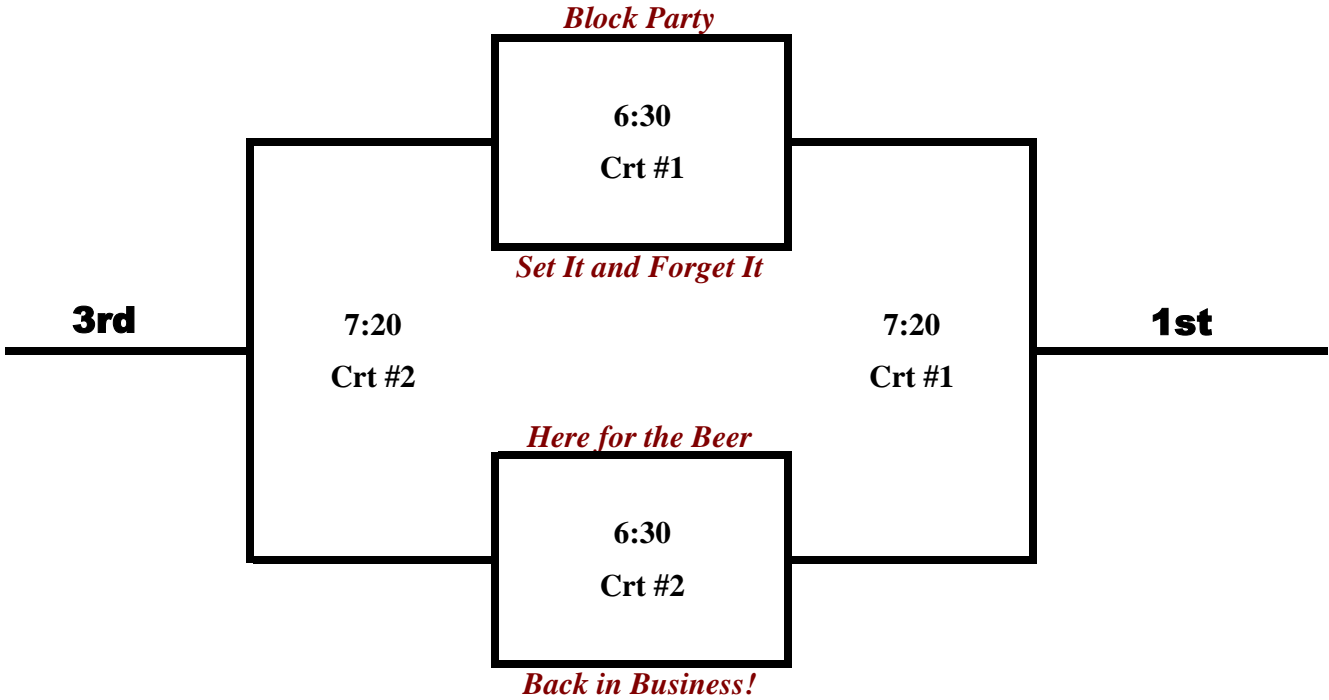 Block Party
6:30
Crt #1
Set It and Forget It
3rd
7:20
Crt #2
7:20
Crt #1
1st
Here for the Beer
6:30
Crt #2
Back in Business!